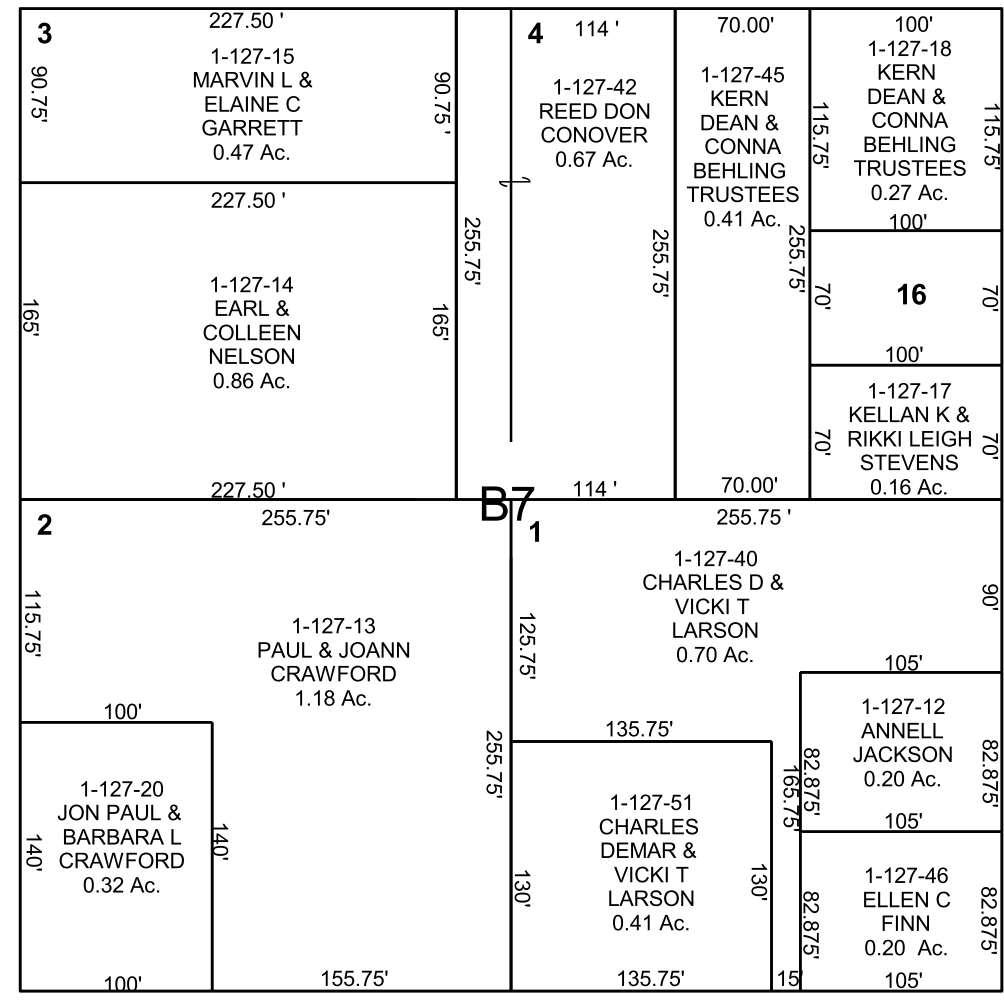 3
227.50 '
90.75'
1-127-15
MARVIN L &
ELAINE C
GARRETT
0.47 Ac.
90.75 '
227.50 '
165'
1-127-14
EARL &
COLLEEN
NELSON
0.86 Ac.
165'
227.50 '
255.75'
4
114 '
1-127-42
REED DON
CONOVER
0.67 Ac.
255.75'
114 '
70.00'
1-127-45
KERN
DEAN &
CONNA
BEHLING
TRUSTEES
0.41 Ac.
255.75'
70.00'
100'
115.75'
1-127-18
KERN
DEAN &
CONNA
BEHLING
TRUSTEES
0.27 Ac.
115.75'
100'
70'
16
70'
100'
70'
1-127-17
KELLAN K &
RIKKI LEIGH
STEVENS
0.16 Ac.
70'
B7
2
255.75'
115.75'
1-127-13
PAUL & JOANN
CRAWFORD
1.18 Ac.
255.75'
100'
140'
1-127-20
JON PAUL &
BARBARA L
CRAWFORD
0.32 Ac.
140'
100'
155.75'
1
255.75 '
125.75'
1-127-40
CHARLES D &
VICKI T
LARSON
0.70 Ac.
90'
135.75'
130'
1-127-51
CHARLES
DEMAR &
VICKI T
LARSON
0.41 Ac.
130'
135.75'
165.75'
15'
105'
82.875'
1-127-12
ANNELL
JACKSON
0.20 Ac.
82.875'
105'
82.875'
1-127-46
ELLEN C
FINN
0.20 Ac.
82.875'
105'